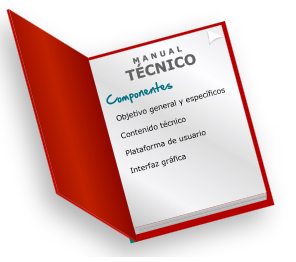 MANUAL
TÉCNICO
Componentes
Objetivo general y específicos
Contenido técnico
Plataforma de usuario
Interfaz gráfica